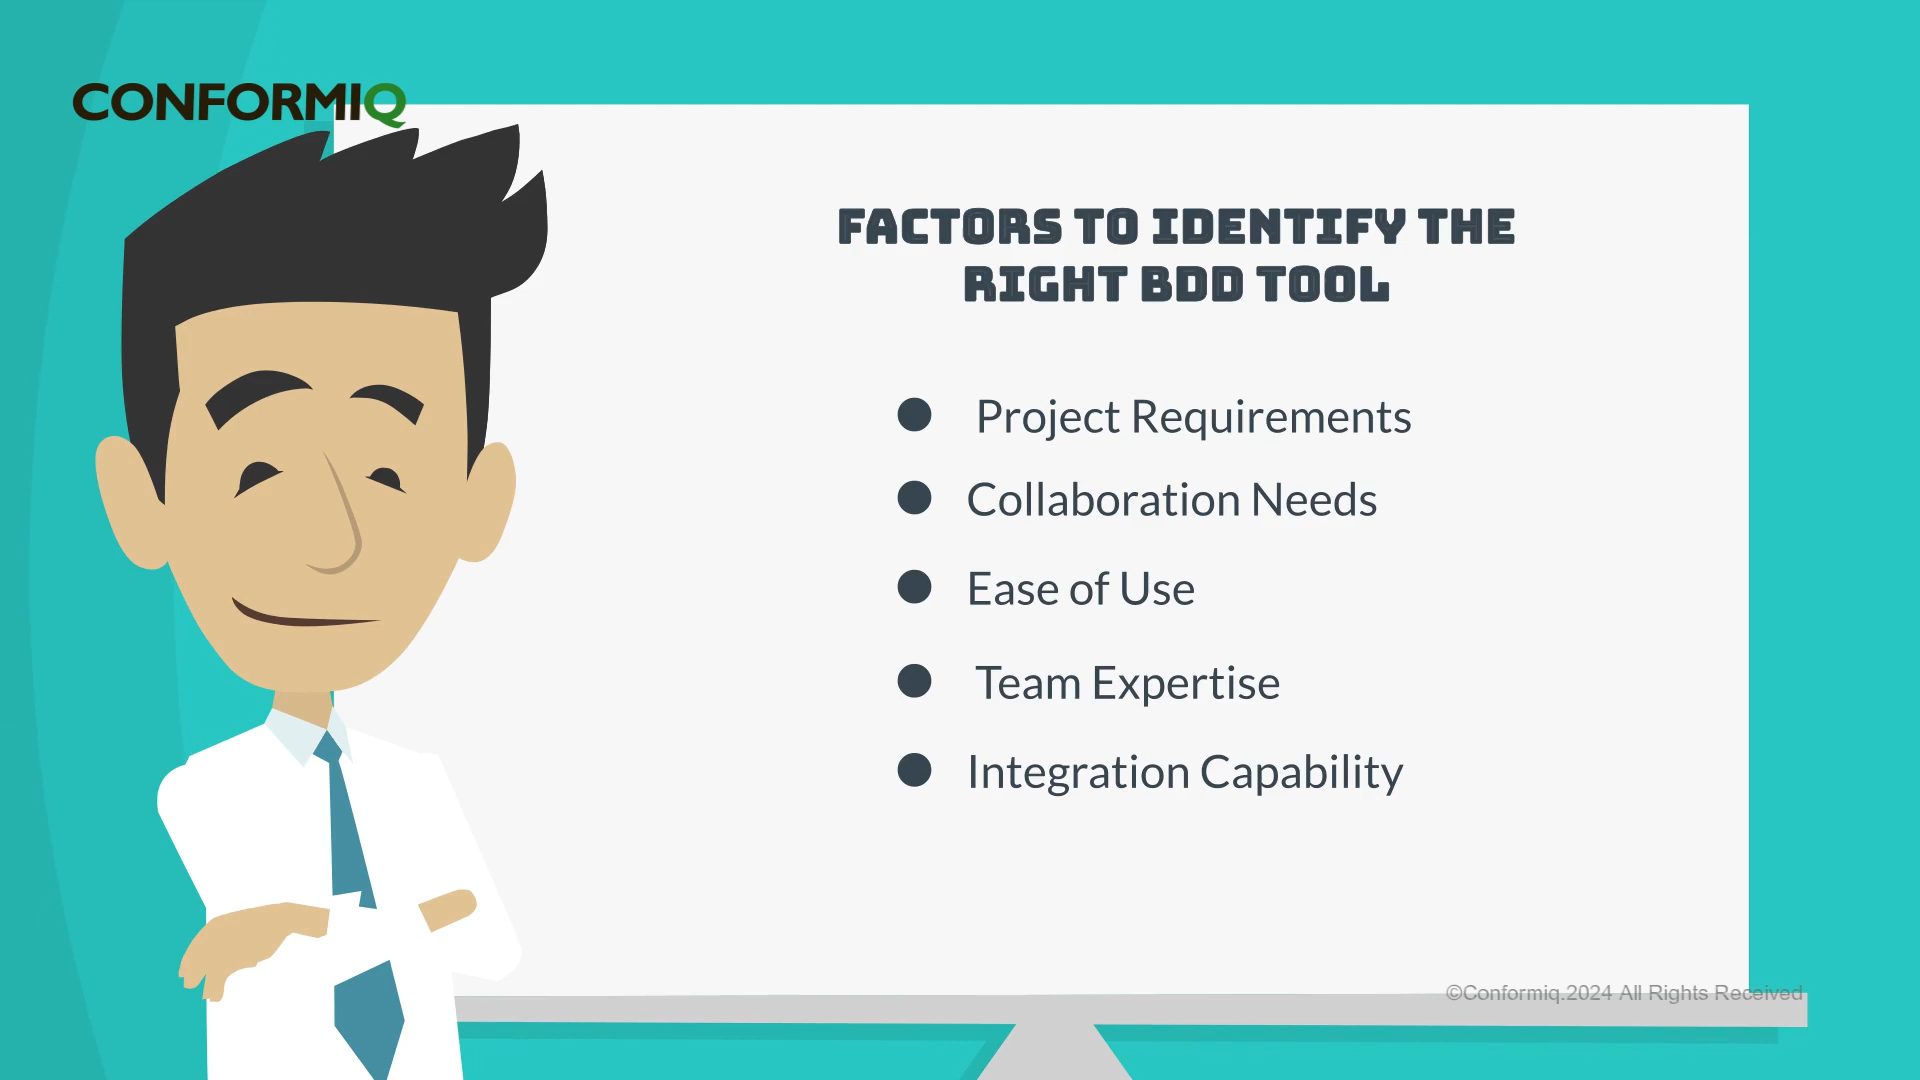 CONFORMIQ
FACTORS TO IDENTIFY THE
RIGHT BDD TOOL
● Project Requirements
● Collaboration Needs
● Ease of Use
● Team Expertise
● Integration Capability
©Conformiq.2024 All Rights Received